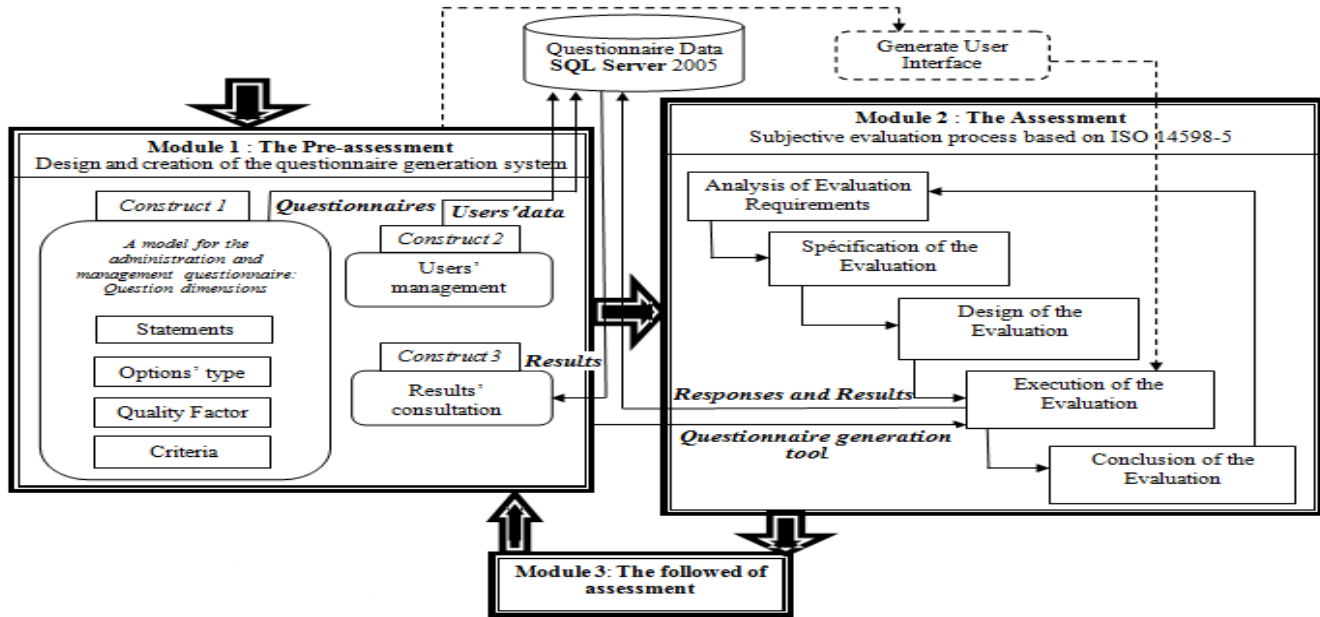 Questionnaire Data
SQL Server 2005
Generate User
Interface
Module 1 : The Pre-assessment
Design and creation of the questionnaire generation system
Construct 1
Questionnaires
Users'data
A model for the
administration and
management questionnaire:
Question dimensions
Statements
Options' type
Quality Factor
Criteria
Construct 2
Users'
management
Construct 3
Results
Results'
consultation
Module 2 : The Assessment
Subjective evaluation process based on ISO 14598-5
Analysis of Evaluation
Requirements
Spécification of the
Evaluation
Design of the
Evaluation
Execution of the
Evaluation
Conclusion of the
Evaluation
Responses and Results
Questionnaire generation
tool
Module 3: The followed of
assessment